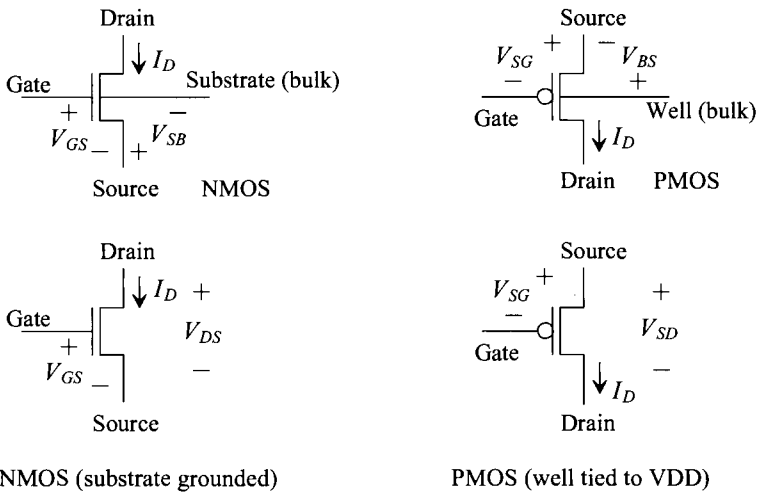 Drain
I_D
Gate
Substrate (bulk)
+
−
V_GS
−
+
V_SB
Source
NMOS
Source
V_SG
+
−
V_BS
−
+
Gate
Well (bulk)
I_D
Drain
PMOS
Drain
I_D
+
Gate
+
V_DS
V_GS
−
−
Source
Source
V_SG
+
+
−
V_SD
Gate
−
I_D
Drain
NMOS (substrate grounded)
PMOS (well tied to VDD)